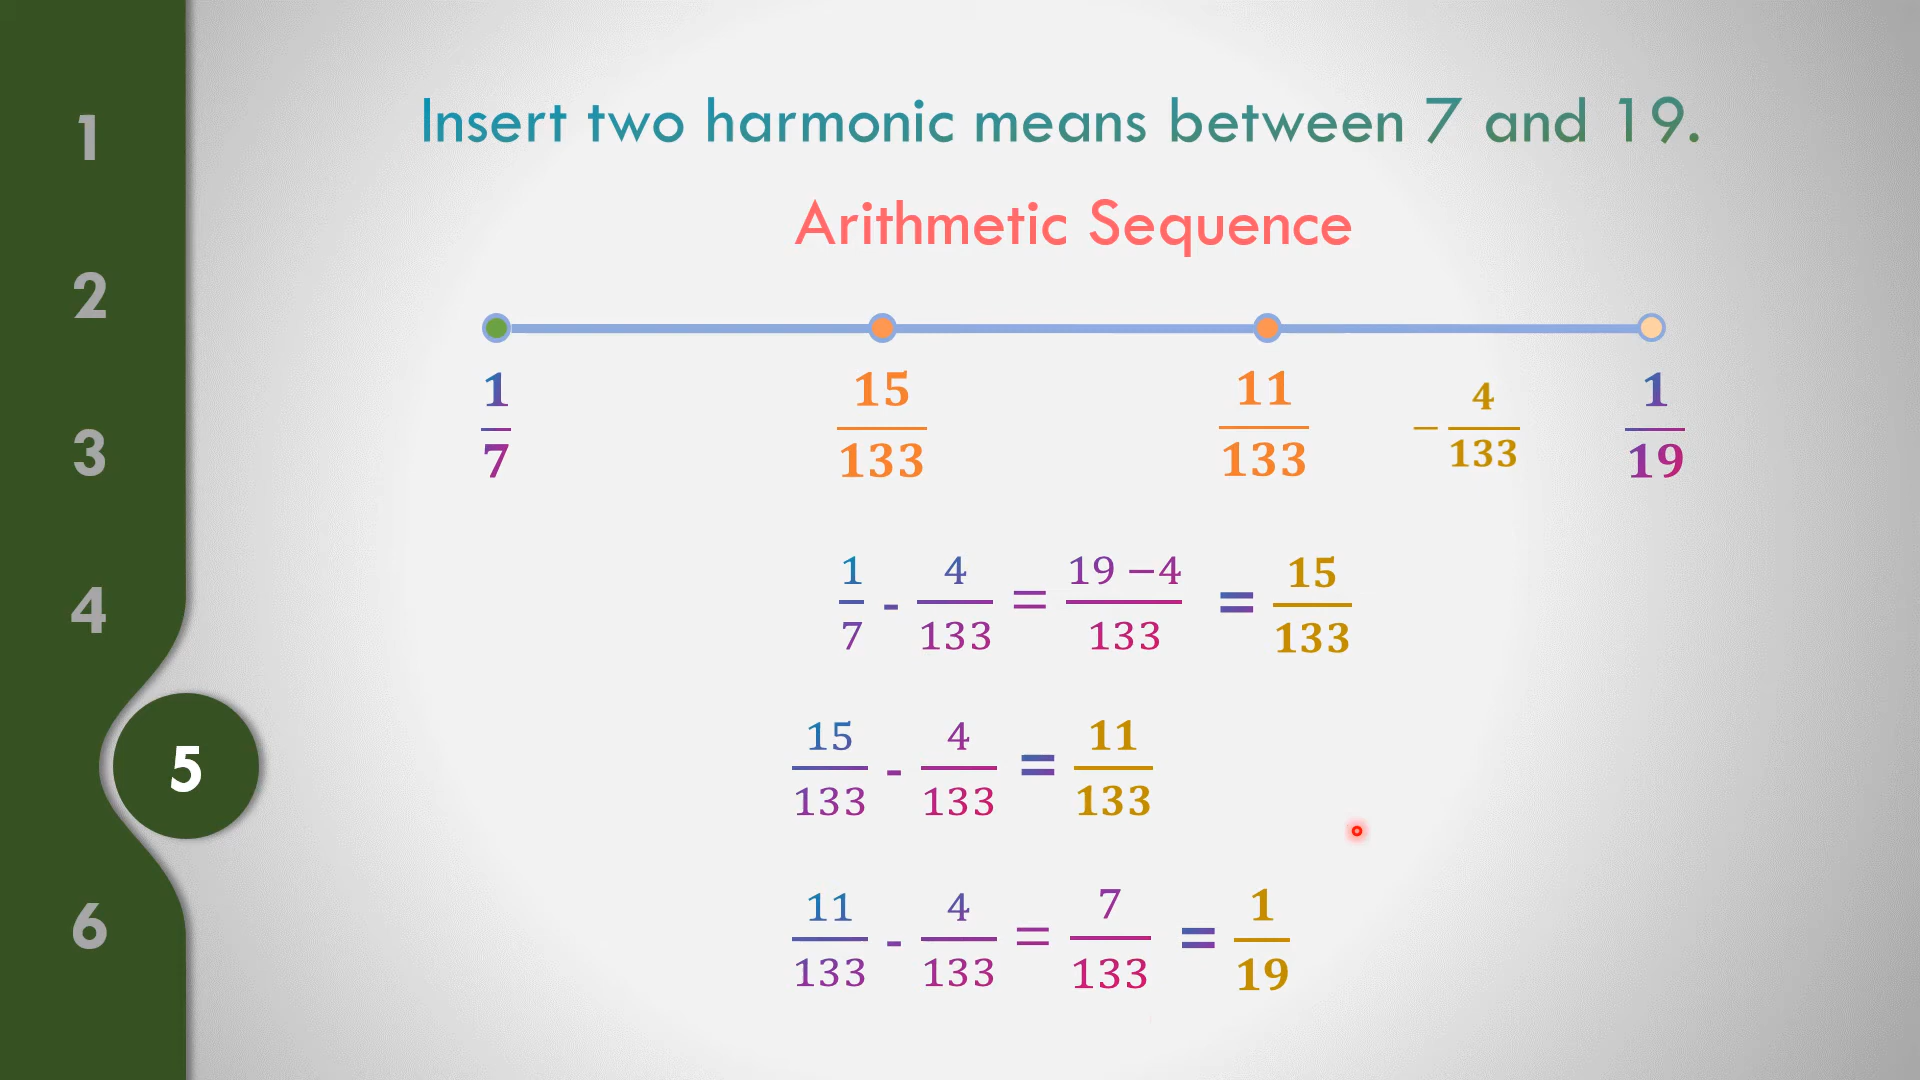 Insert two harmonic means between 7 and 19.
Arithmetic Sequence
1/7 15/133 11/133 − 4/133 1/19
1/7 - 4/133 = 19 −4/133 = 15/133
15/133 - 4/133 = 11/133
11/133 - 4/133 = 7/133 = 1/19
1
2
3
4
5
6